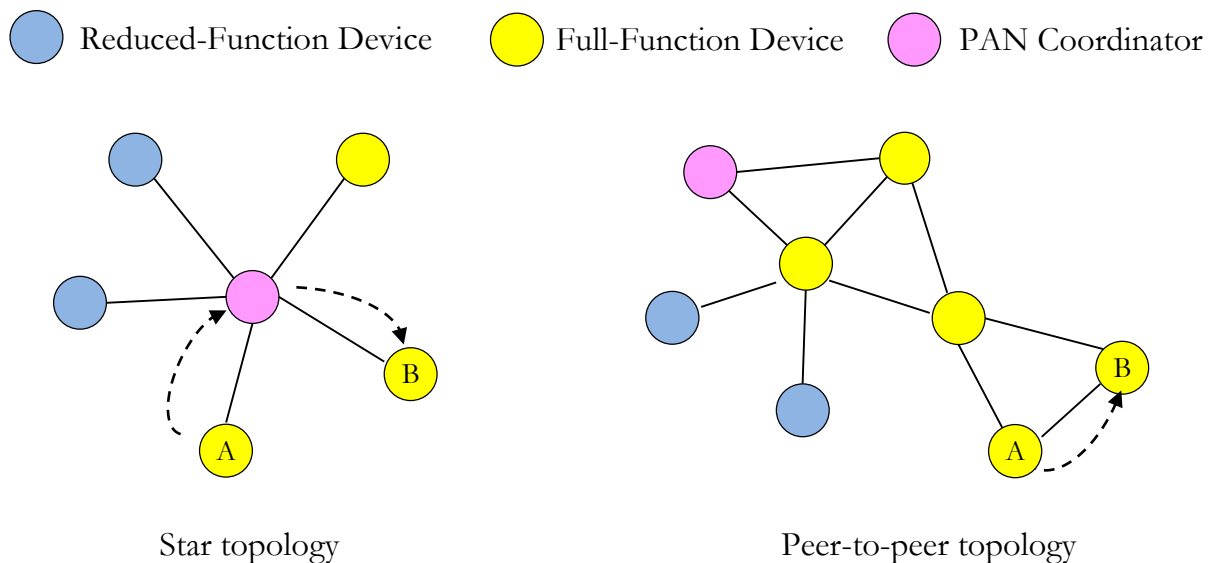 Reduced-Function Device Full-Function Device PAN Coordinator
B B
A A
Star topology Peer-to-peer topology